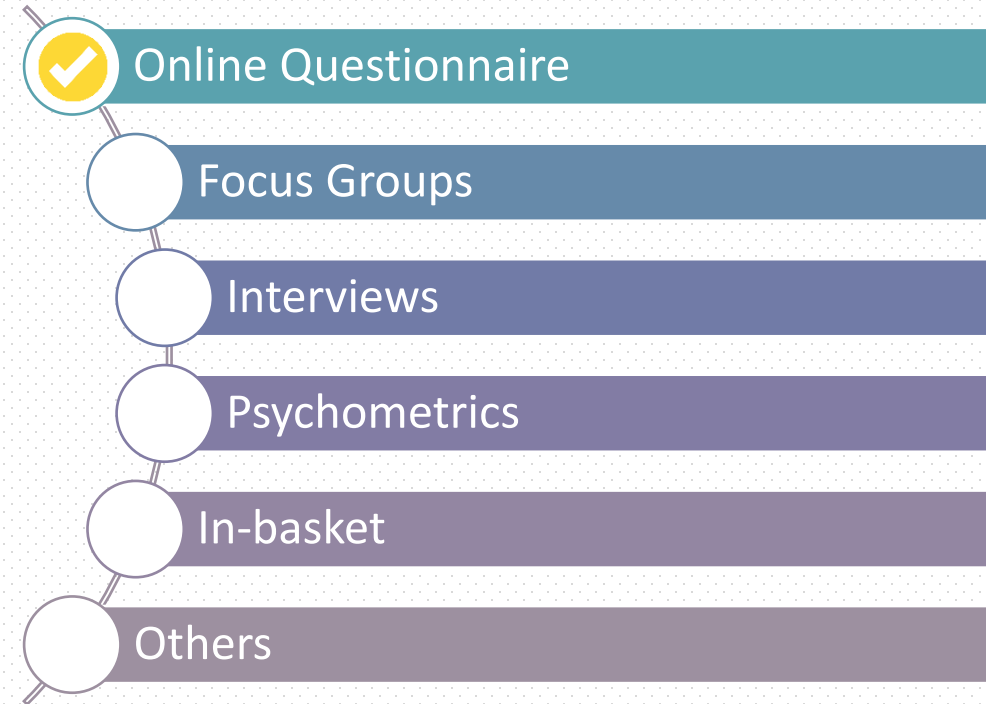 Online Questionnaire
Focus Groups
Interviews
Psychometrics
In-basket
Others